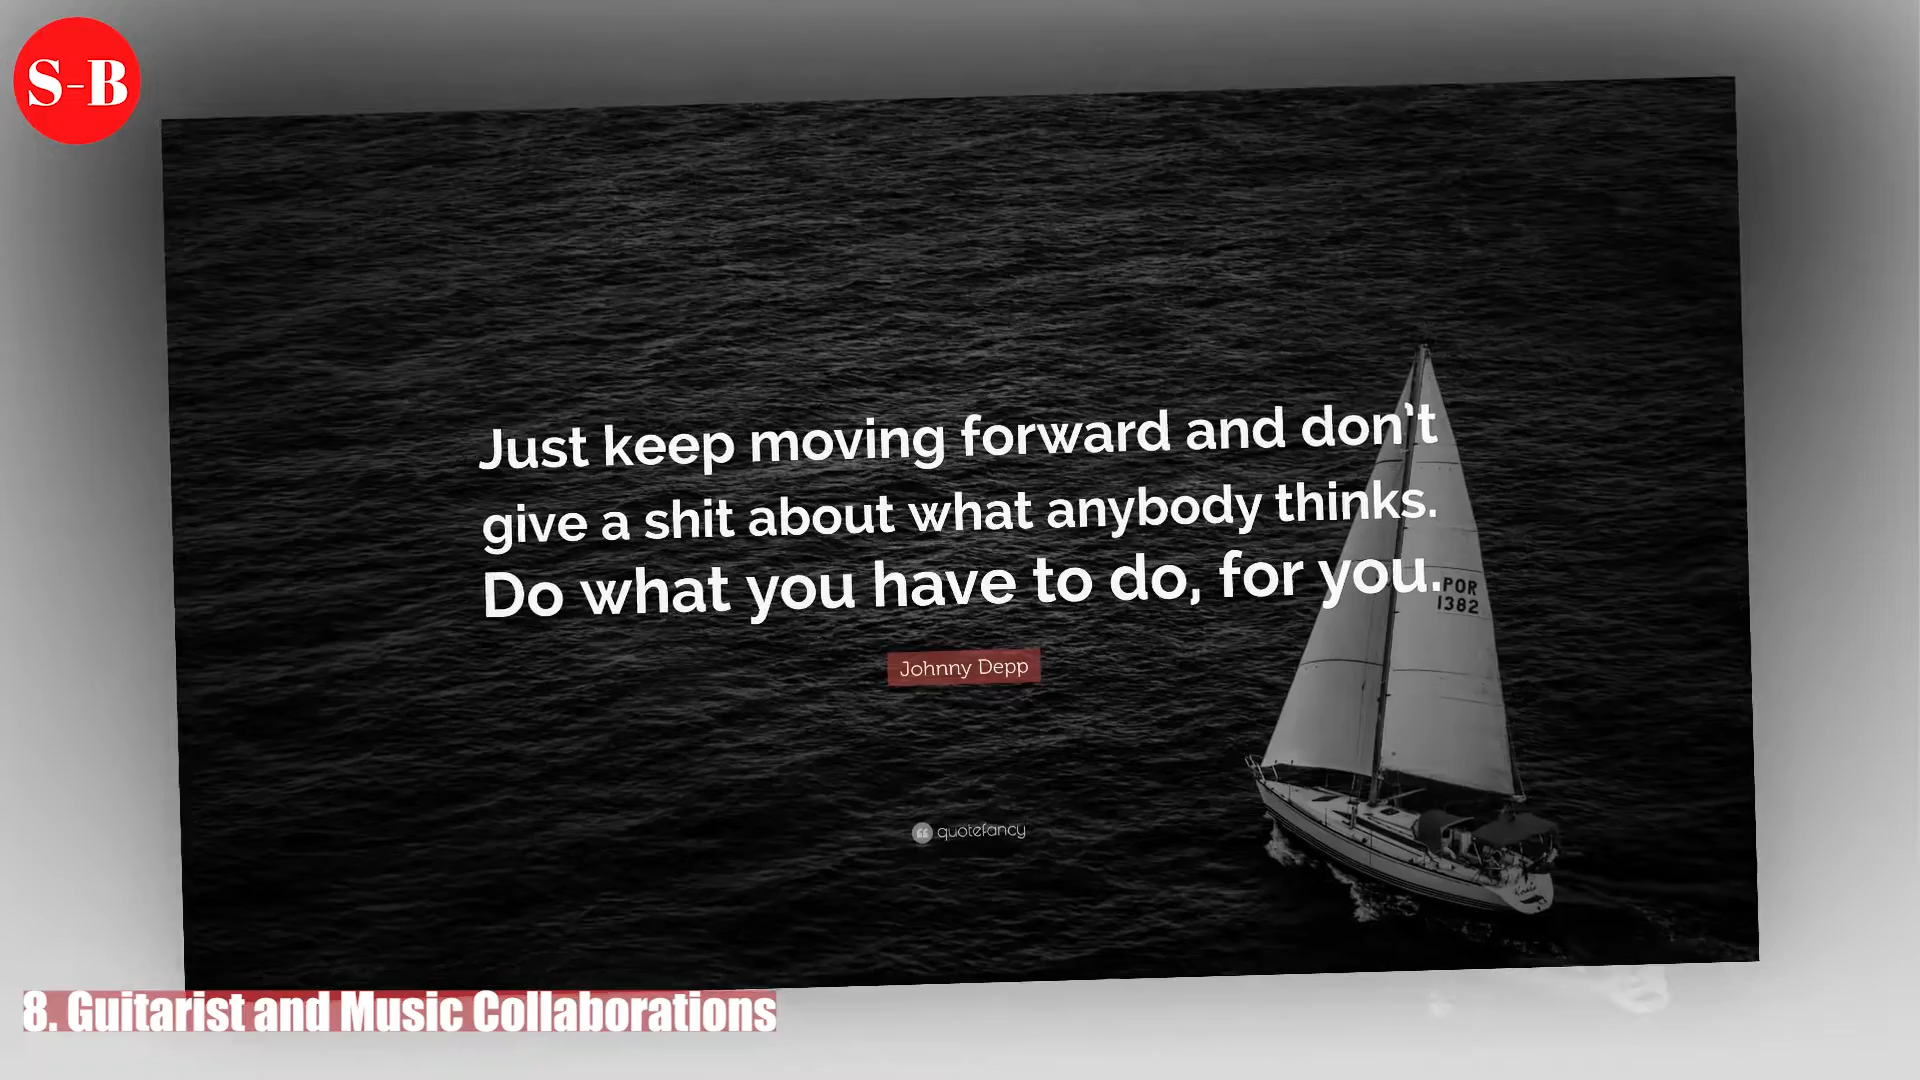 S-B
Just keep moving forward and don't
give a shit about what anybody thinks.
Do what you have to do, for you.
POR
1382
Johnny Depp
quotefancy
8. Guitarist and Music Collaborations